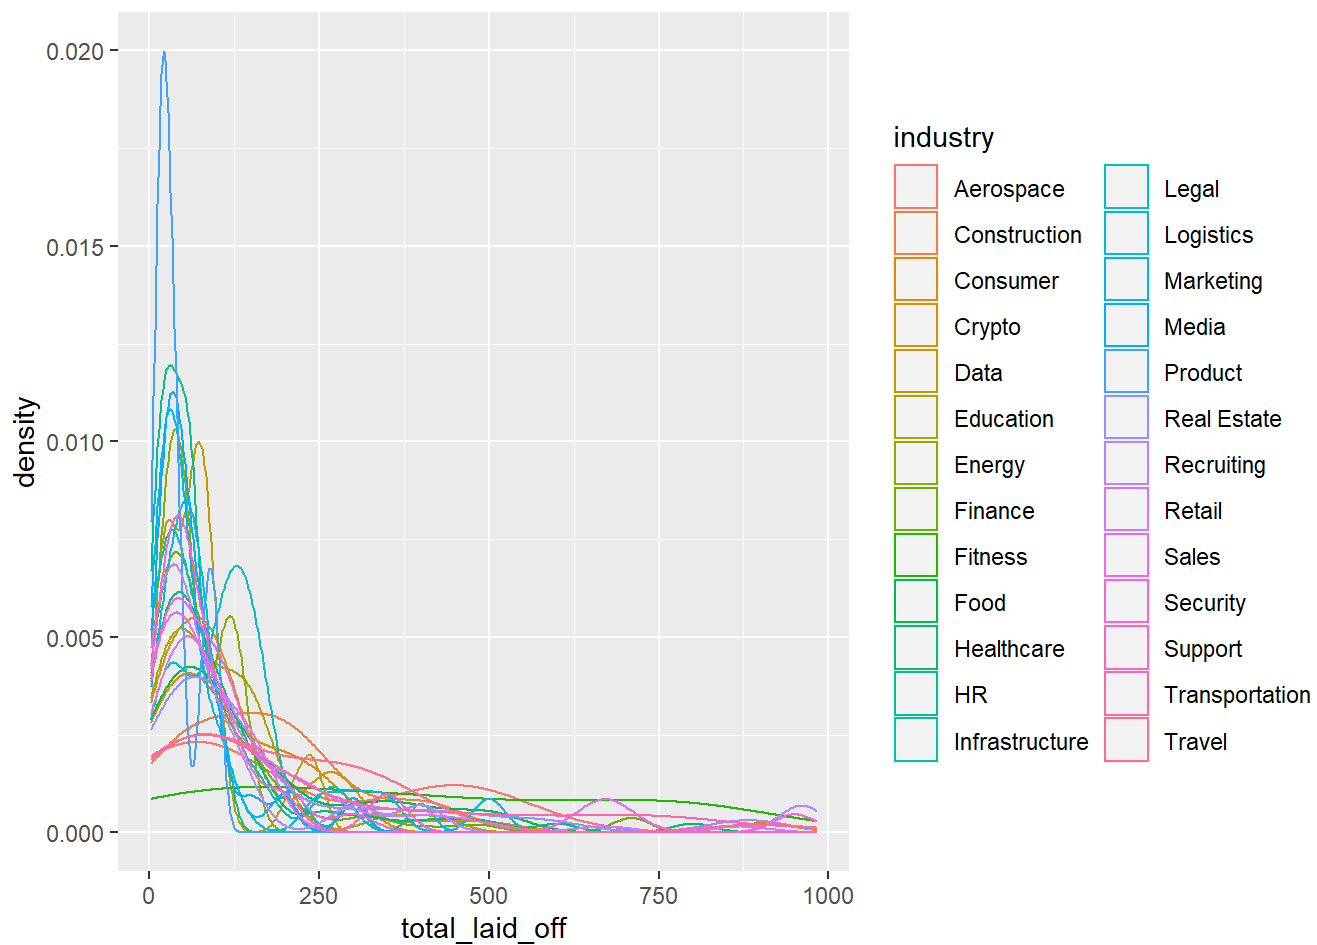 0.020
0.015
0.010
0.005
0.000
density
0
250
500
750
1000
total_laid_off
industry
Aerospace
Construction
Consumer
Crypto
Data
Education
Energy
Finance
Fitness
Food
Healthcare
HR
Infrastructure
Legal
Logistics
Marketing
Media
Product
Real Estate
Recruiting
Retail
Sales
Security
Support
Transportation
Travel